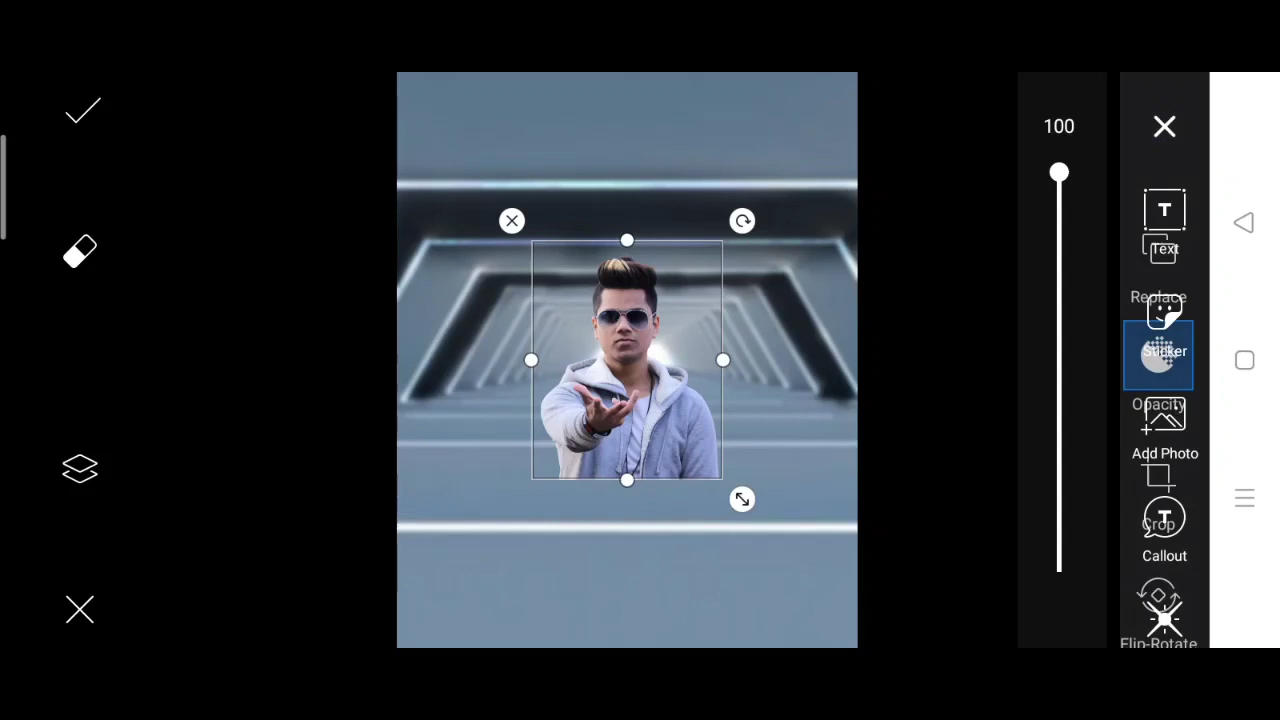 100
T
Text
Replace
Sticker
Opacity
Add Photo
Crop
T
Callout
Flip-Rotate